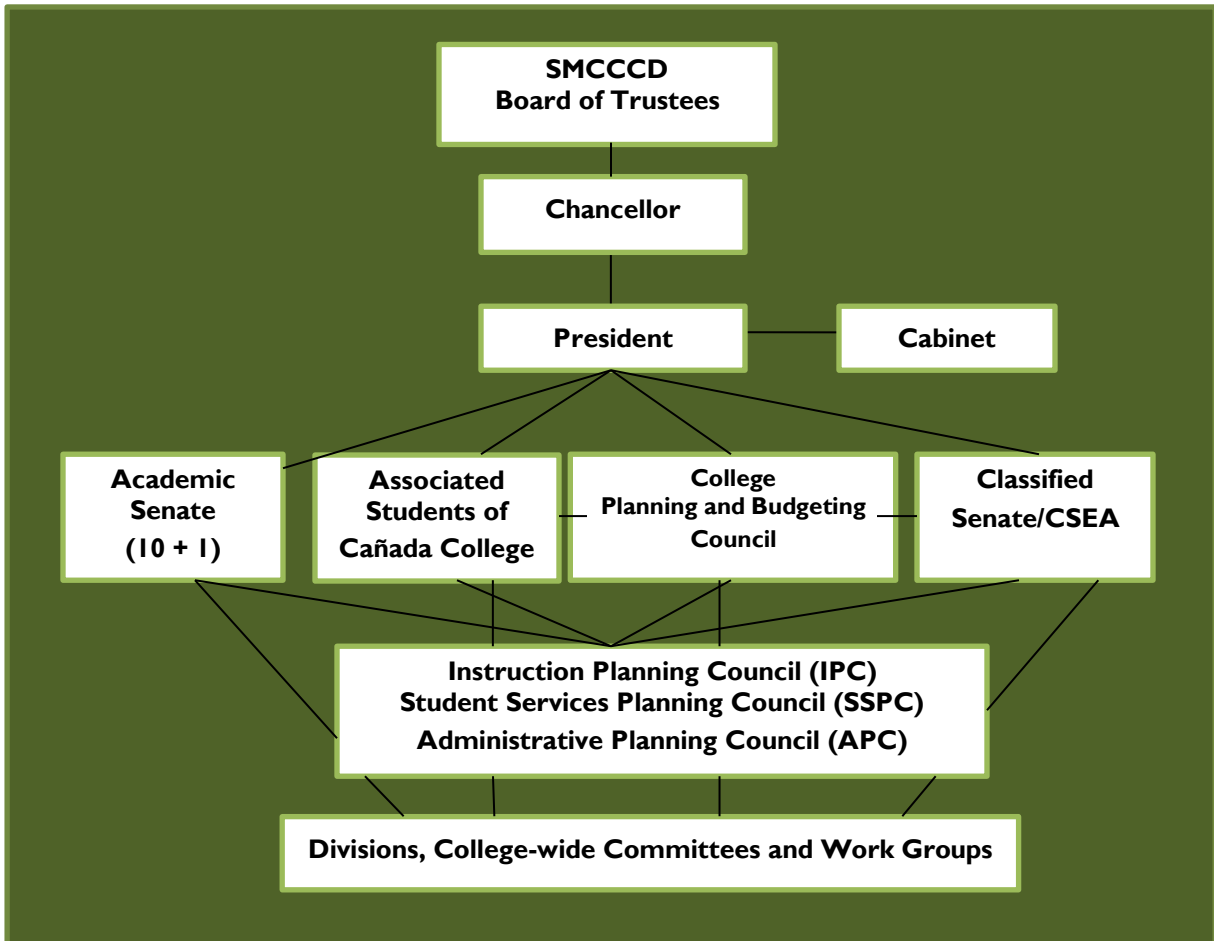 SMCCCD
Board of Trustees
Chancellor
President
Cabinet
Academic
Senate
(10 + 1)
Associated
Students of
Cañada College
College
Planning and Budgeting
Council
Classified
Senate/CSEA
Instruction Planning Council (IPC)
Student Services Planning Council (SSPC)
Administrative Planning Council (APC)
Divisions, College-wide Committees and Work Groups